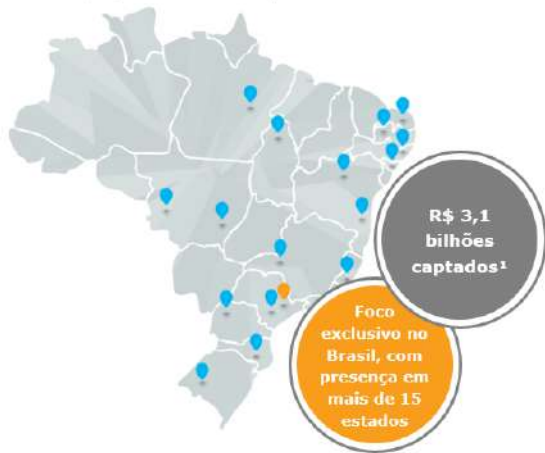 R$ 3,1
bilhões
captados¹
Foco
exclusivo no
Brasil, com
presença em
mais de 15
estados